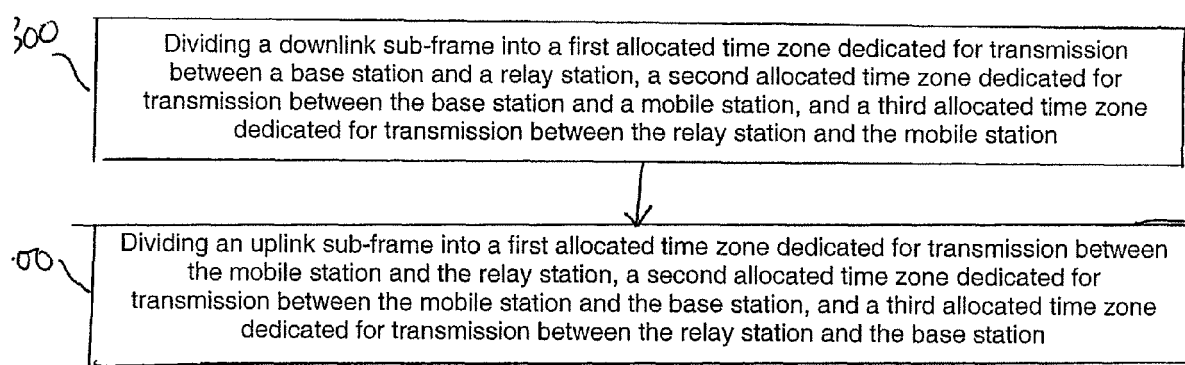 300
Dividing a downlink sub-frame into a first allocated time zone dedicated for transmission
between a base station and a relay station, a second allocated time zone dedicated for
transmission between the base station and a mobile station, and a third allocated time zone
dedicated for transmission between the relay station and the mobile station
00
Dividing an uplink sub-frame into a first allocated time zone dedicated for transmission between
the mobile station and the relay station, a second allocated time zone dedicated for
transmission between the mobile station and the base station, and a third allocated time zone
dedicated for transmission between the relay station and the base station